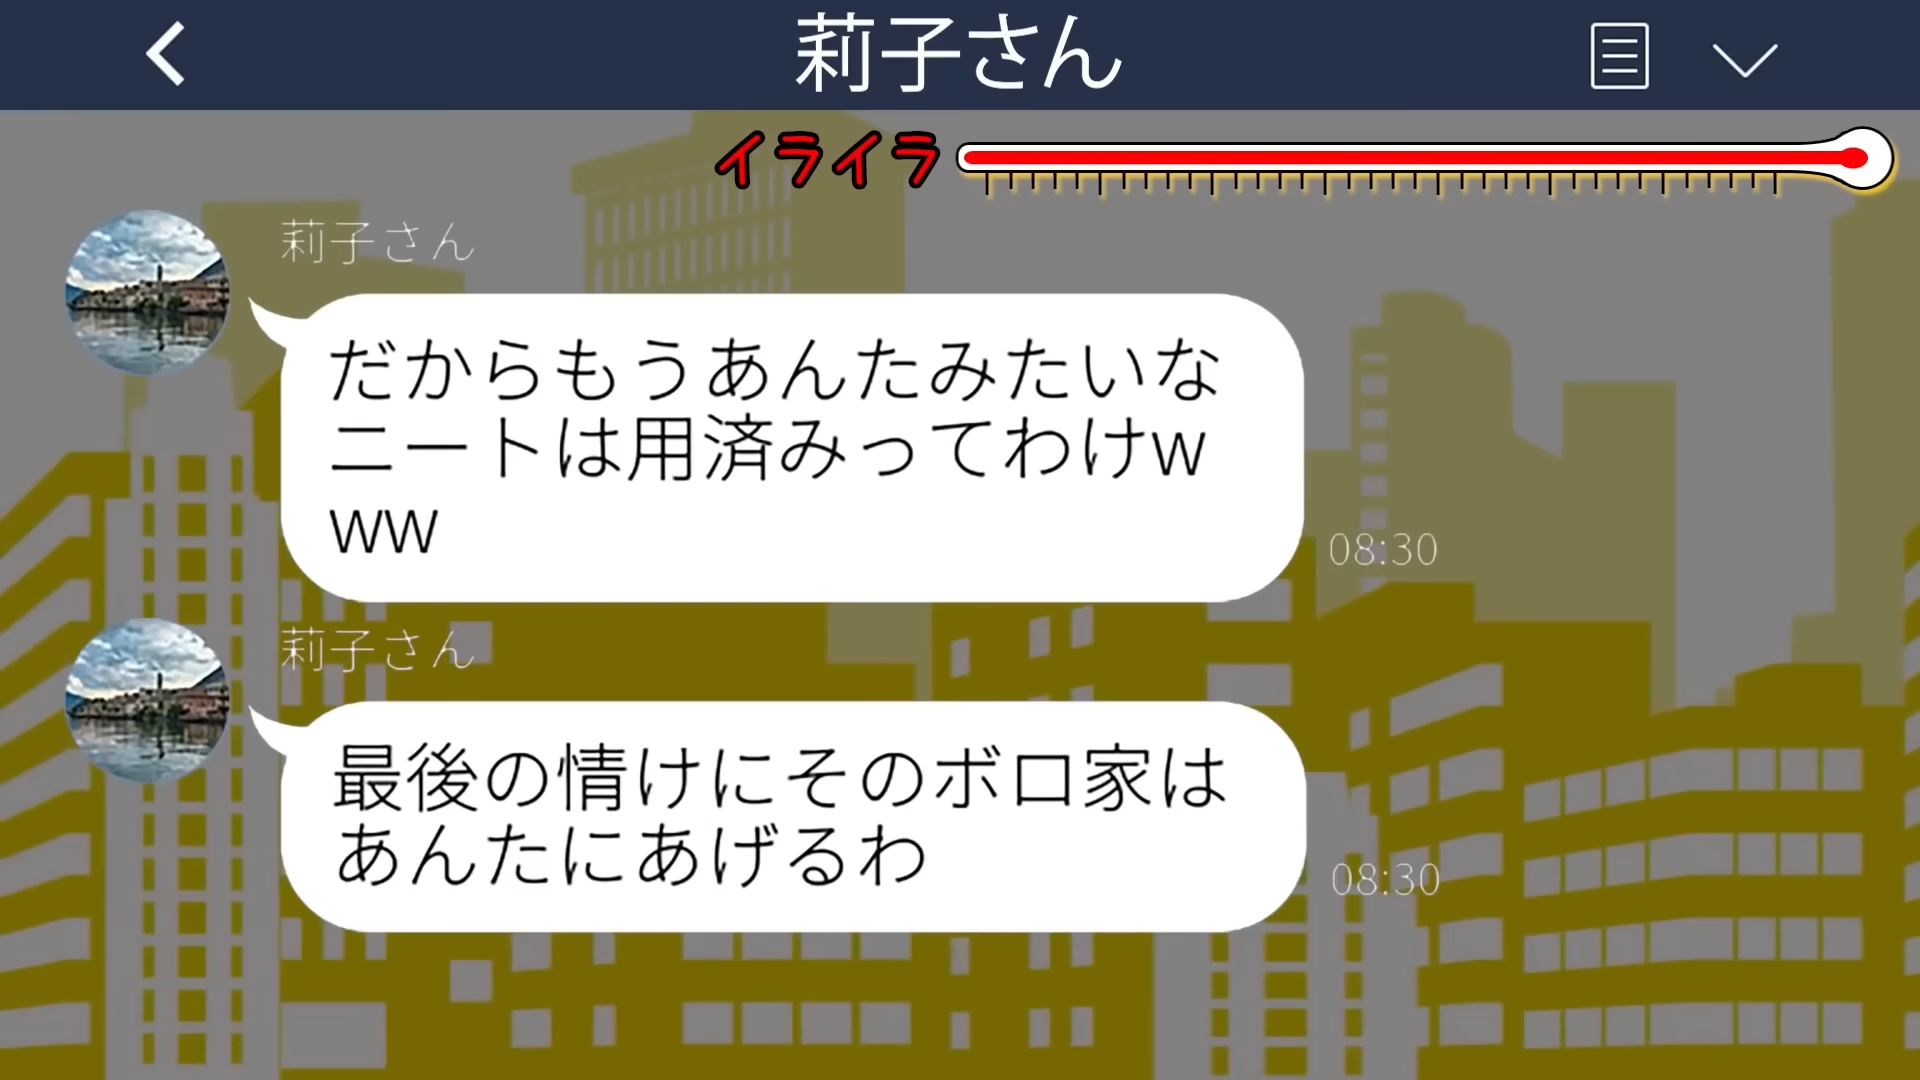 莉子さん
イライラ
莉子さん
だからもうあんたみたいな
ニートは用済みってわけw
ww
08:30
莉子さん
最後の情けにそのボロ家は
あんたにあげるわ
08:30